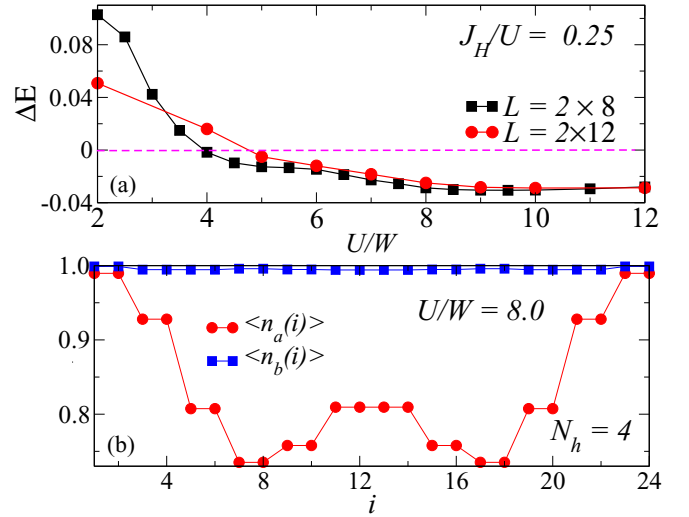 0.08
J_H/U = 0.25
0.04
ΔE
L = 2 × 8
L = 2×12
0
(a)
-0.04
2 4 6 8 10 12
U/W
1.0
<n_a(i)>
U/W = 8.0
<n_b(i)>
0.9
0.8
(b)
N_h = 4
4 8 12 16 20 24
i